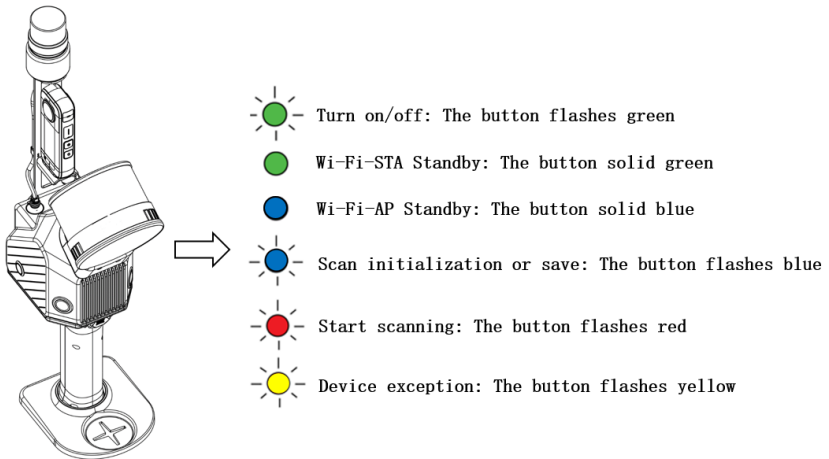 Turn on/off: The button flashes green
Wi-Fi-STA Standby: The button solid green
Wi-Fi-AP Standby: The button solid blue
Scan initialization or save: The button flashes blue
Start scanning: The button flashes red
Device exception: The button flashes yellow